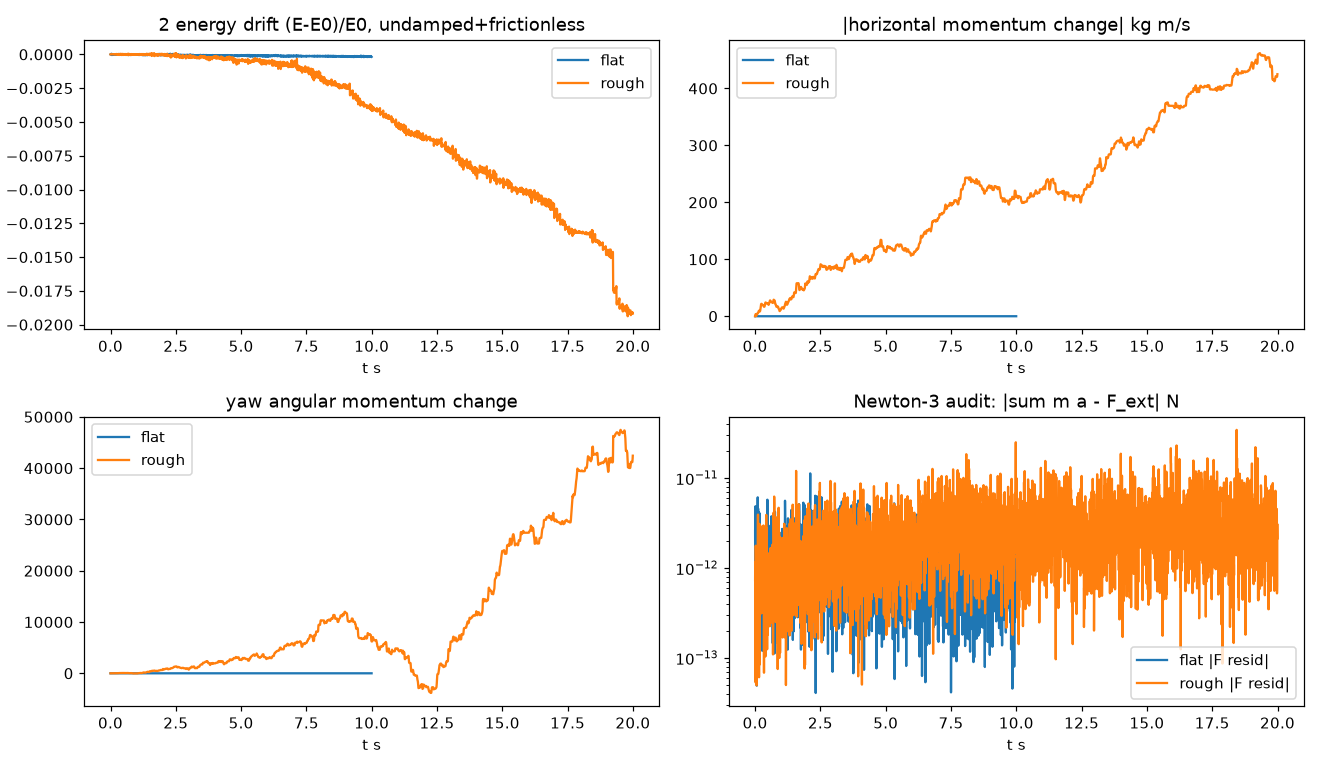 2 energy drift (E-E0)/E0, undamped+frictionless
0.0000
−0.0025
−0.0050
−0.0075
−0.0100
−0.0125
−0.0150
−0.0175
−0.0200
flat
rough
0.0 2.5 5.0 7.5 10.0 12.5 15.0 17.5 20.0
t s
|horizontal momentum change| kg m/s
400
300
200
100
0
flat
rough
0.0 2.5 5.0 7.5 10.0 12.5 15.0 17.5 20.0
t s
yaw angular momentum change
50000
40000
30000
20000
10000
0
flat
rough
0.0 2.5 5.0 7.5 10.0 12.5 15.0 17.5 20.0
t s
Newton-3 audit: |sum m a - F_ext| N
10⁻¹¹
10⁻¹²
10⁻¹³
flat |F resid|
rough |F resid|
0.0 2.5 5.0 7.5 10.0 12.5 15.0 17.5 20.0
t s